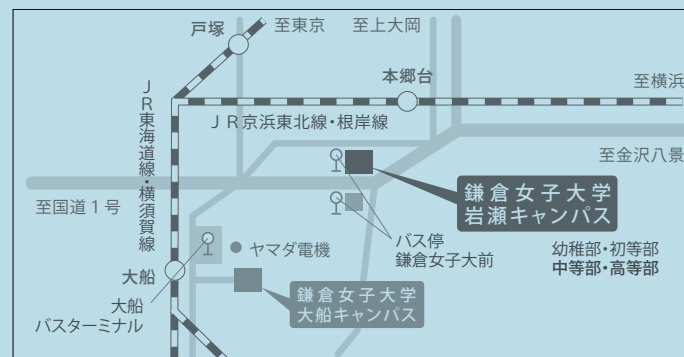 戸塚
至東京
至上大岡
本郷台
至横浜
JR東海道線・横須賀線
JR京浜東北線・根岸線
至金沢八景
鎌倉女子大学
岩瀬キャンパス
至国道1号
バス停
鎌倉女子大前
幼稚部・初等部
中等部・高等部
ヤマダ電機
大船
大船
バスターミナル
鎌倉女子大学
大船キャンパス